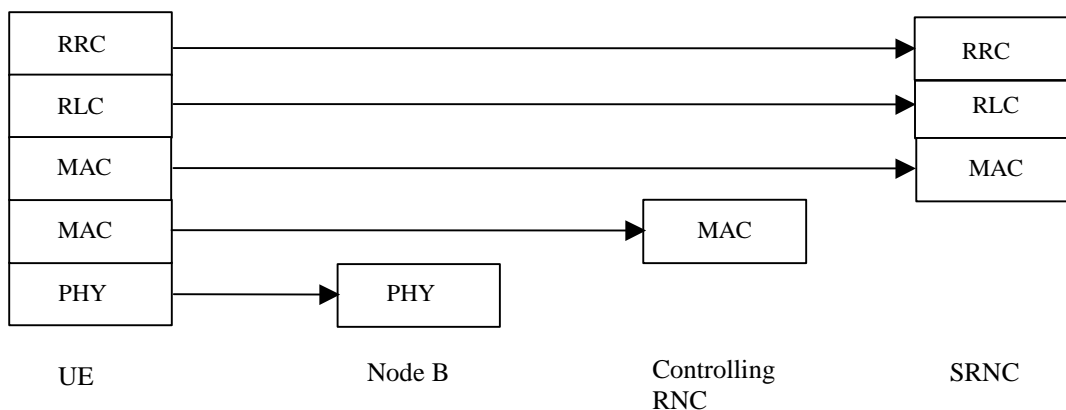 RRC RRC
RLC RLC
MAC MAC
MAC MAC
PHY PHY
UE Node B Controlling RNC SRNC